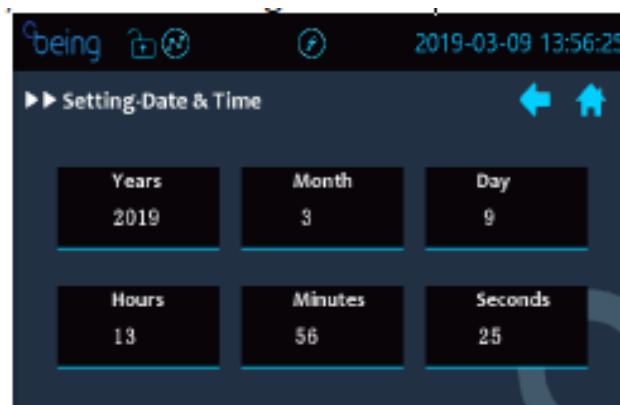 being 2019-03-09 13:56:25
Setting-Date & Time
Years Month Day
2019 3 9
Hours Minutes Seconds
13 56 25